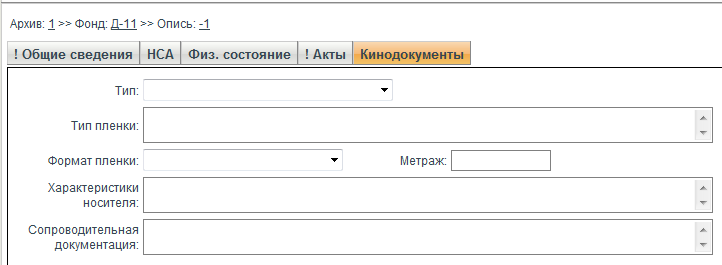 Архив: 1 >> Фонд: Д-11 >> Опись: -1
! Общие сведения НСА Физ. состояние ! Акты Кинодокументы
Тип:
Тип пленки:
Формат пленки: Метраж:
Характеристики
носителя:
Сопроводительная
документация: